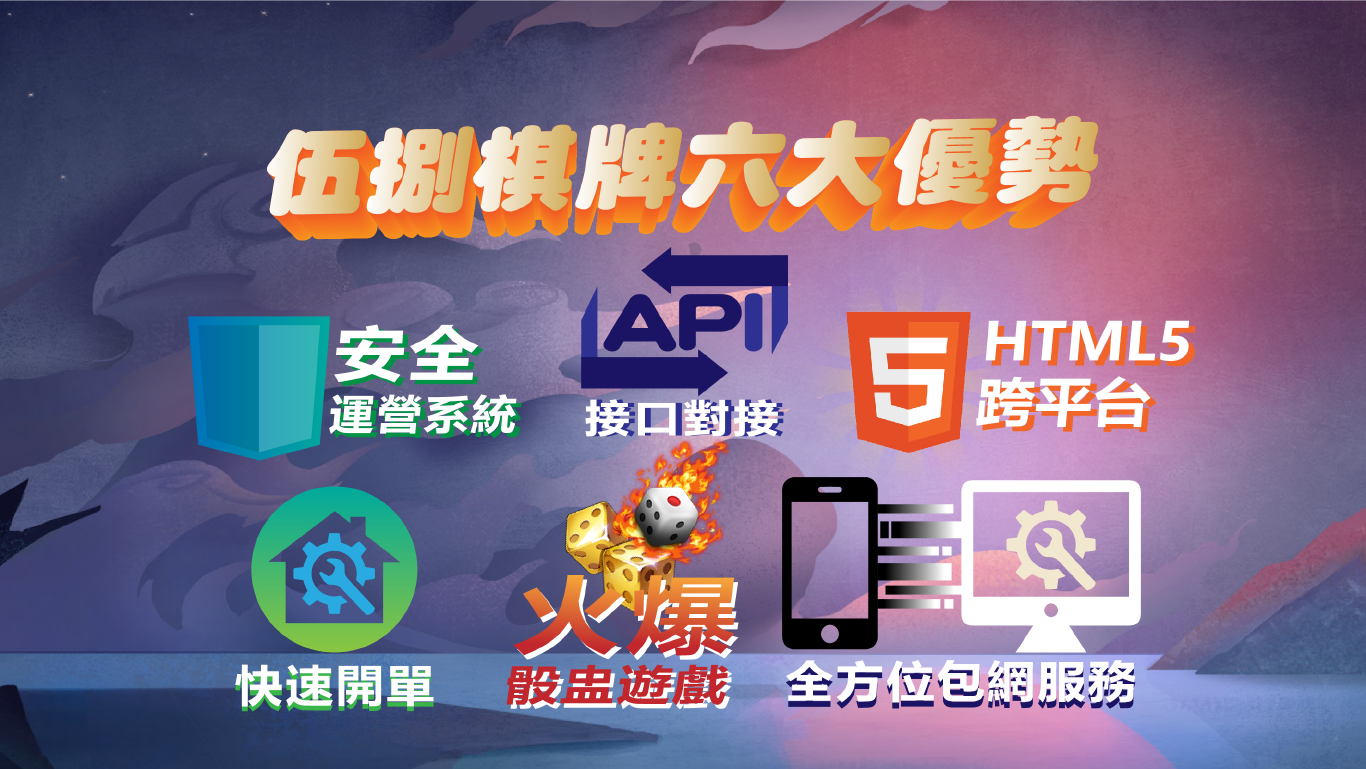 伍捌棋牌六大優勢
安全
運營系統
API
接口對接
5
HTML5
跨平台
快速開單
火爆
骰盅遊戲
全方位包網服務